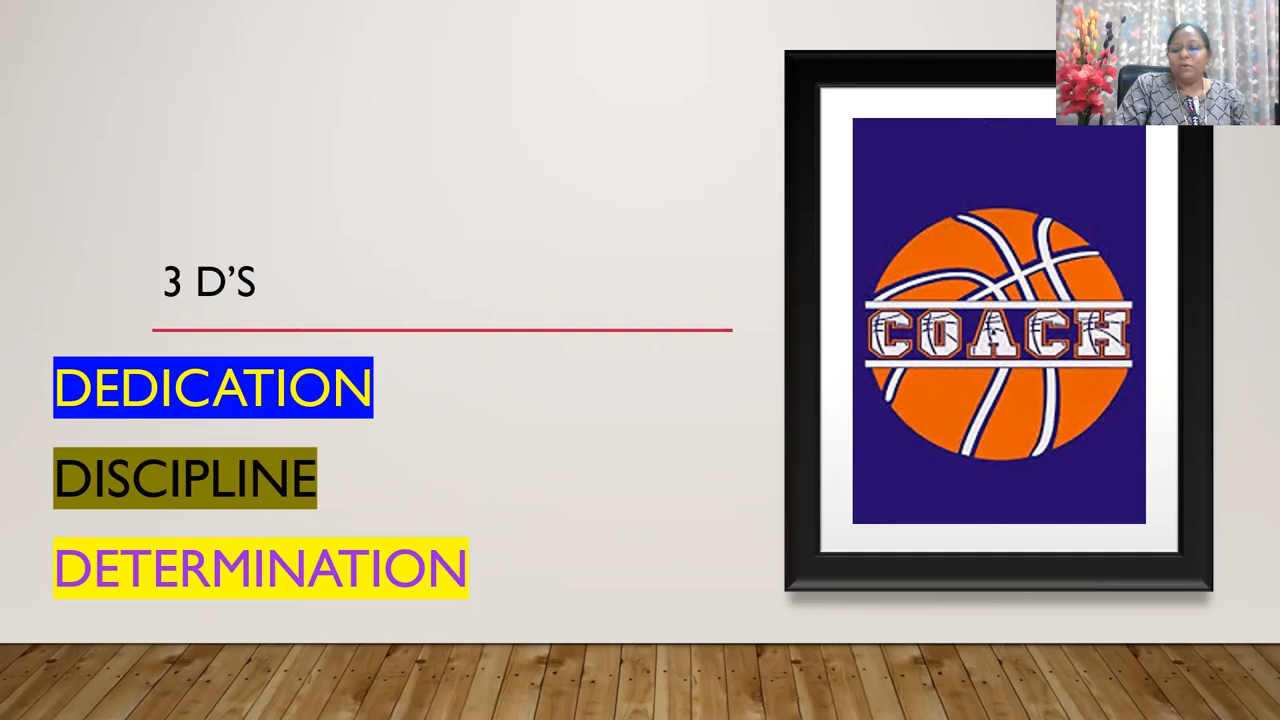 3 D’S
DEDICATION
DISCIPLINE
DETERMINATION
COACH